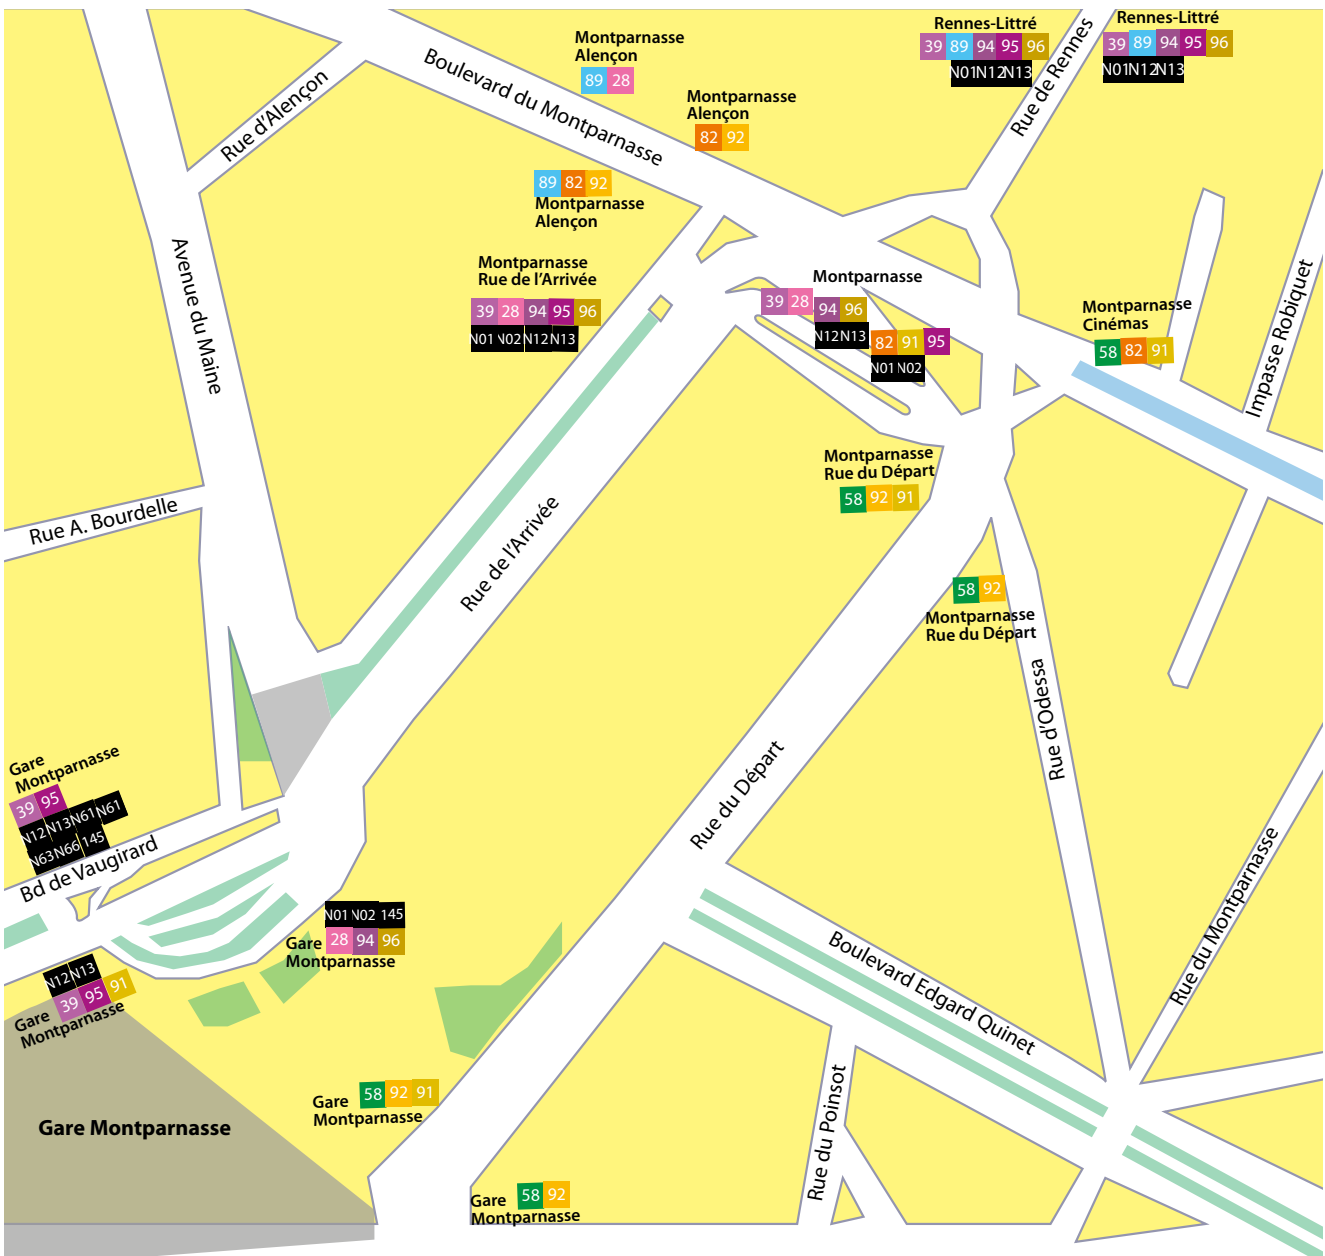 Rennes-Littré
39 89 94 95 96
N01 N12 N13
Rennes-Littré
39 89 94 95 96
N01 N12 N13
Montparnasse
Alençon
89 28
Boulevard du Montparnasse
Rue de Rennes
Montparnasse
Alençon
82 92
Rue d'Alençon
89 82 92
Montparnasse
Alençon
Avenue du Maine
Montparnasse
Rue de l'Arrivée
39 28 94 95 96
N01 N02 N12 N13
Montparnasse
39 28
94 96
N12 N13
82 91 95
N01 N02
Montparnasse
Cinémas
58 82 91
Impasse Robiquet
Montparnasse
Rue du Départ
58 92 91
Rue A. Bourdelle
Rue de l'Arrivée
58 92
Montparnasse
Rue du Départ
Rue d'Odessa
Gare
Montparnasse
39 95
N12 N13 N61 N61
N63 N66 145
Bd de Vaugirard
Rue du Départ
Rue du Montparnasse
N01 N02 145
28 94 96
Gare
Montparnasse
Boulevard Edgard Quinet
N12 N13
39 95 91
Gare
Montparnasse
58 92 91
Gare
Montparnasse
Gare Montparnasse
Rue du Poinsot
58 92
Gare
Montparnasse